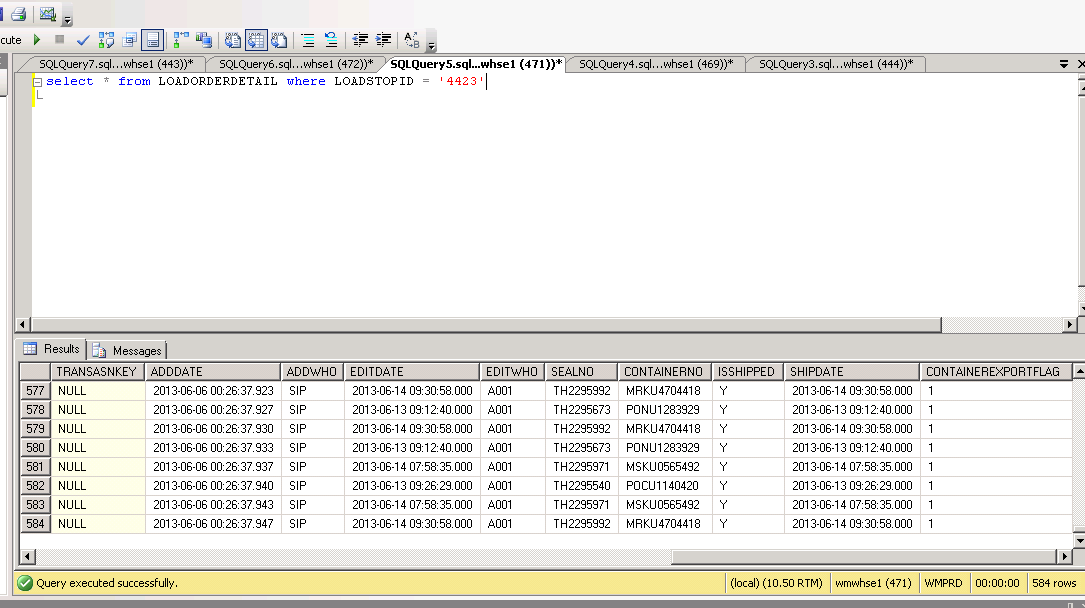 cute
SQLQuery7.sql...whse1 (443))* SQLQuery6.sql...whse1 (472))* SQLQuery5.sql...whse1 (471))* SQLQuery4.sql...whse1 (469))* SQLQuery3.sql...whse1 (444))*
select * from LOADORDERDETAIL where LOADSTOPID = '4423'
Results Messages
TRANSASNKEY ADDDATE ADDWHO EDITDATE EDITWHO SEALNO CONTAINERNO ISSHIPPED SHIPDATE CONTAINEREXPORTFLAG
577 NULL 2013-06-06 00:26:37.923 SIP 2013-06-14 09:30:58.000 A001 TH2295992 MRKU4704418 Y 2013-06-14 09:30:58.000 1
578 NULL 2013-06-06 00:26:37.927 SIP 2013-06-13 09:12:40.000 A001 TH2295673 PONU1283929 Y 2013-06-13 09:12:40.000 1
579 NULL 2013-06-06 00:26:37.930 SIP 2013-06-14 09:30:58.000 A001 TH2295992 MRKU4704418 Y 2013-06-14 09:30:58.000 1
580 NULL 2013-06-06 00:26:37.933 SIP 2013-06-13 09:12:40.000 A001 TH2295673 PONU1283929 Y 2013-06-13 09:12:40.000 1
581 NULL 2013-06-06 00:26:37.937 SIP 2013-06-14 07:58:35.000 A001 TH2295971 MSKU0565492 Y 2013-06-14 07:58:35.000 1
582 NULL 2013-06-06 00:26:37.940 SIP 2013-06-13 09:26:29.000 A001 TH2295540 POCU1140420 Y 2013-06-13 09:26:29.000 1
583 NULL 2013-06-06 00:26:37.943 SIP 2013-06-14 07:58:35.000 A001 TH2295971 MSKU0565492 Y 2013-06-14 07:58:35.000 1
584 NULL 2013-06-06 00:26:37.947 SIP 2013-06-14 09:30:58.000 A001 TH2295992 MRKU4704418 Y 2013-06-14 09:30:58.000 1
Query executed successfully. (local) (10.50 RTM) wmwhse1 (471) WMPRD 00:00:00 584 rows